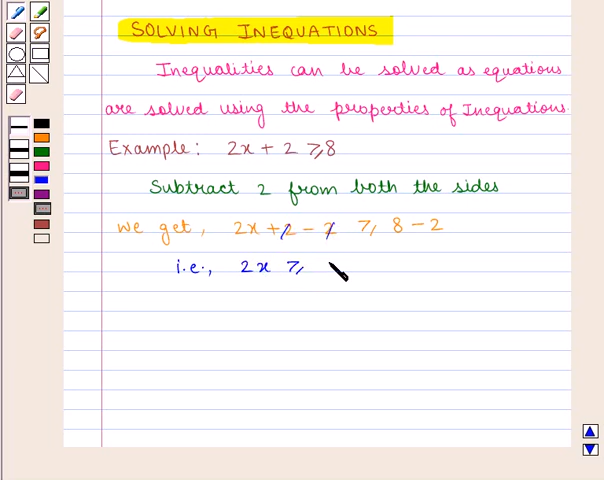 SOLVING INEQUATIONS
Inequalities can be solved as equations
are solved using the properties of Inequations.
Example: 2x + 2 ⩾ 8
Subtract 2 from both the sides
We get, 2x + 2 - 2 ⩾ 8 - 2
i.e., 2x ⩾